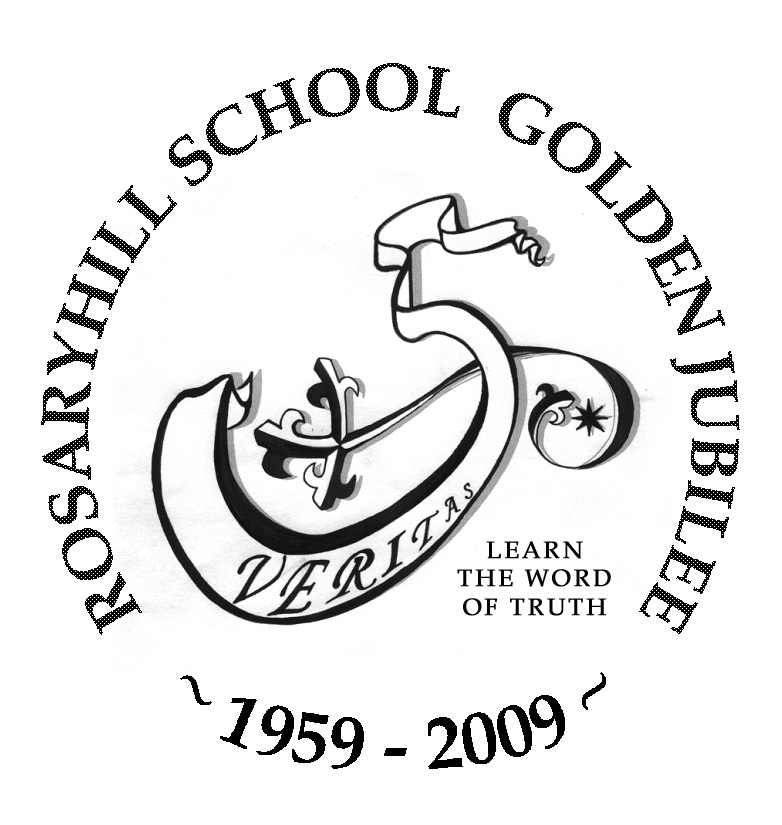 ROSARYHILL SCHOOL GOLDEN JUBILEE
VERITAS
LEARN
THE WORD
OF TRUTH
~ 1959 - 2009 ~